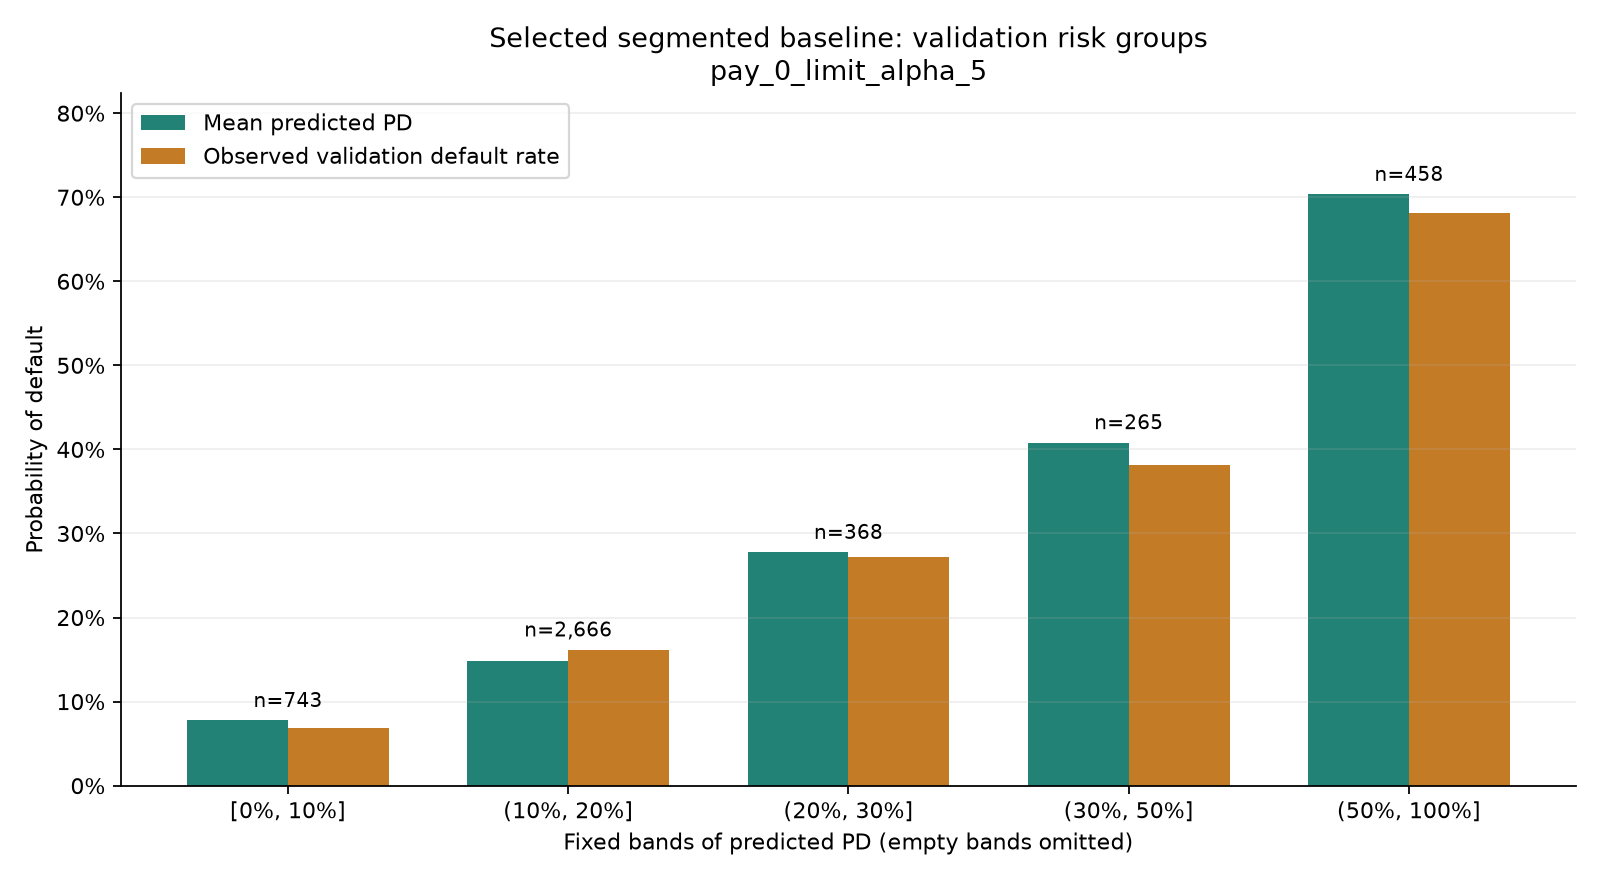 Selected segmented baseline: validation risk groups
pay_0_limit_alpha_5
Mean predicted PD
Observed validation default rate
80%
70%
60%
50%
40%
30%
20%
10%
0%
Probability of default
n=743
n=2,666
n=368
n=265
n=458
[0%, 10%]
(10%, 20%]
(20%, 30%]
(30%, 50%]
(50%, 100%]
Fixed bands of predicted PD (empty bands omitted)